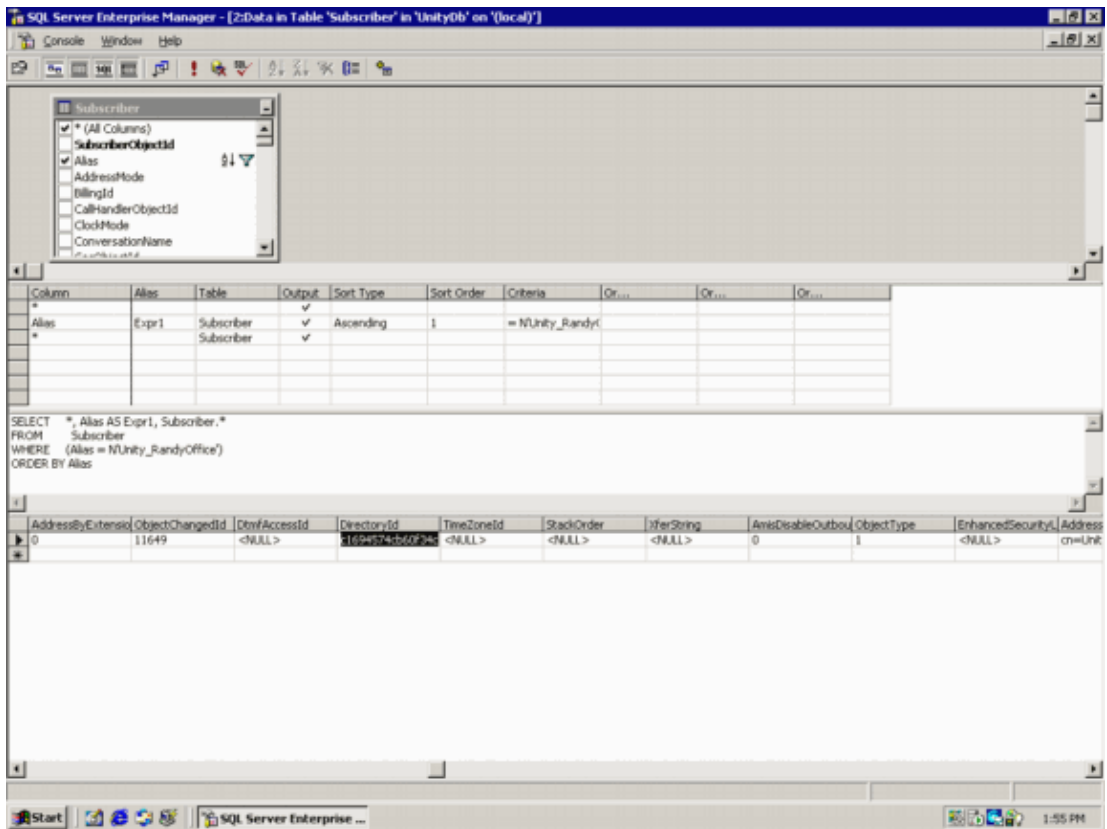 SQL Server Enterprise Manager - [2:Data in Table 'Subscriber' in 'UnityDb' on '(local)']
Console Window Help
Subscriber
* (All Columns)
SubscriberObjectId
Alias
AddressMode
BillingId
CallHandlerObjectId
ClockMode
ConversationName
Column Alias Table Output Sort Type Sort Order Criteria Or... Or... Or...
*
Alias Expr1 Subscriber Ascending 1 = N'Unity_Randy(
* Subscriber
SELECT *, Alias AS Expr1, Subscriber.*
FROM Subscriber
WHERE (Alias = N'Unity_RandyOffice')
ORDER BY Alias
AddressByExtensio ObjectChangedId DtmfAccessId DirectoryId TimeZoneId StackOrder XferString AmisDisableOutbou ObjectType EnhancedSecurityL Address
0 11649 <NULL> c1694574cb60f34c <NULL> <NULL> <NULL> 0 1 <NULL> cn=Unit
Start SQL Server Enterprise ... 1:55 PM